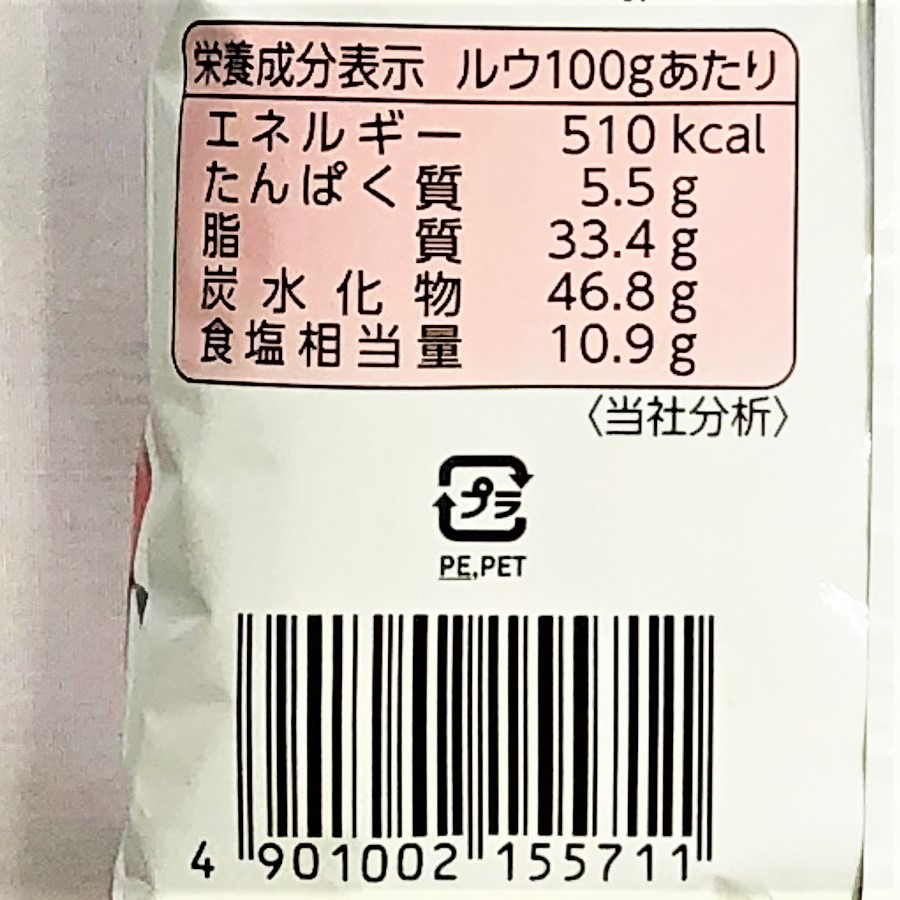 栄養成分表示 ルウ100gあたり
エネルギー 510 kcal
たんぱく質 5.5 g
脂質 33.4 g
炭水化物 46.8 g
食塩相当量 10.9 g
〈当社分析〉
プラ
PE,PET
4 901002 155711